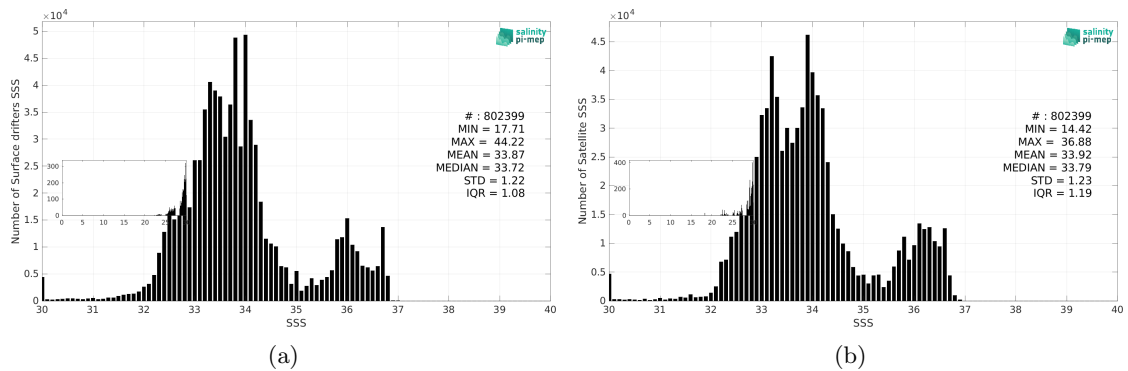 ×10⁴
5
4.5
4
3.5
3
2.5
2
1.5
1
0.5
0
Number of Surface drifters SSS
30 31 32 33 34 35 36 37 38 39 40
SSS
salinity
pi-mep
# : 802399
MIN = 17.71
MAX = 44.22
MEAN = 33.87
MEDIAN = 33.72
STD = 1.22
IQR = 1.08
300
200
100
0
0 5 10 15 20 25
(a)
×10⁴
4.5
4
3.5
3
2.5
2
1.5
1
0.5
0
Number of Satellite SSS
30 31 32 33 34 35 36 37 38 39 40
SSS
salinity
pi-mep
# : 802399
MIN = 14.42
MAX = 36.88
MEAN = 33.92
MEDIAN = 33.79
STD = 1.23
IQR = 1.19
400
200
0
0 5 10 15 20 25
(b)